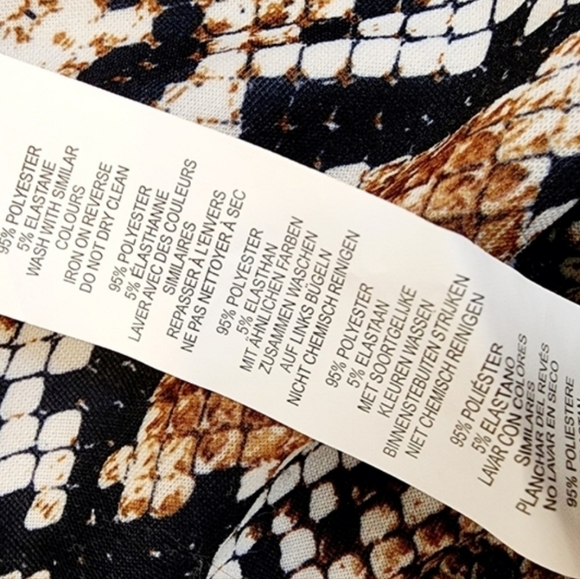 95% POLYESTER
5% ELASTANE
WASH WITH SIMILAR
COLOURS
IRON ON REVERSE
DO NOT DRY CLEAN
95% POLYESTER
5% ÉLASTHANNE
LAVER AVEC DES COULEURS
SIMILAIRES
REPASSER À L'ENVERS
NE PAS NETTOYER À SEC
95% POLYESTER
5% ELASTHAN
MIT ÄHNLICHEN FARBEN
ZUSAMMEN WASCHEN
AUF LINKS BÜGELN
NICHT CHEMISCH REINIGEN
95% POLYESTER
5% ELASTAAN
MET SOORTGELIJKE
KLEUREN WASSEN
BINNENSTEBUITEN STRIJKEN
NIET CHEMISCH REINIGEN
95% POLIÉSTER
5% ELASTANO
LAVAR CON COLORES
SIMILARES
PLANCHAR DEL REVÉS
NO LAVAR EN SECO
95% POLIESTERE